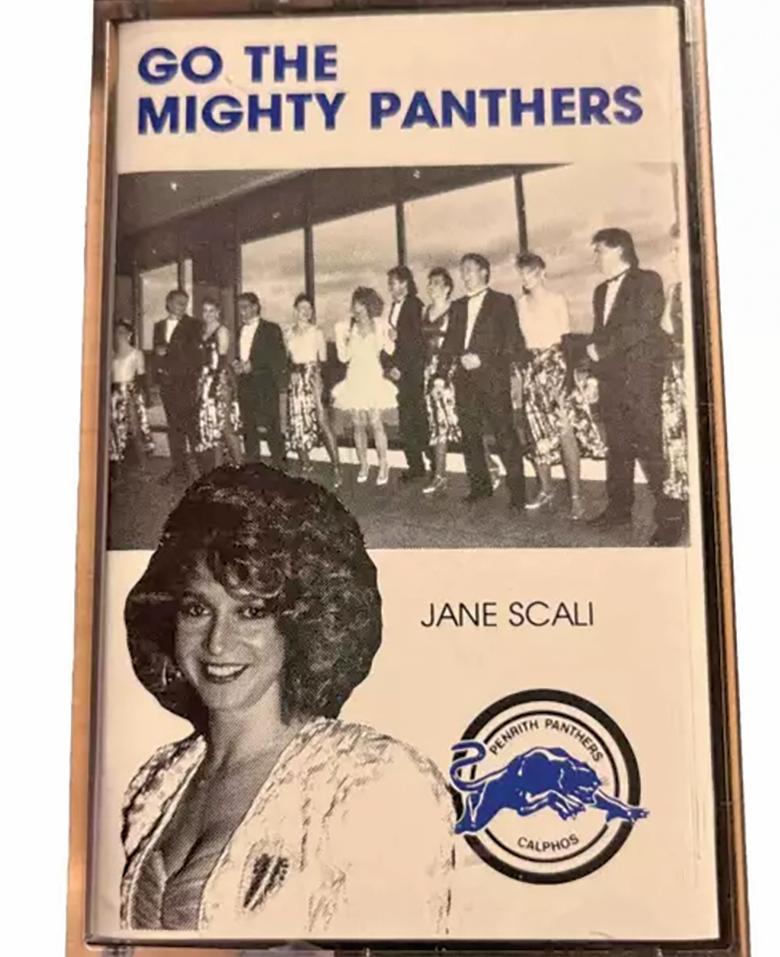 GO THE
MIGHTY PANTHERS
JANE SCALI
PENRITH PANTHERS
CALPHOS